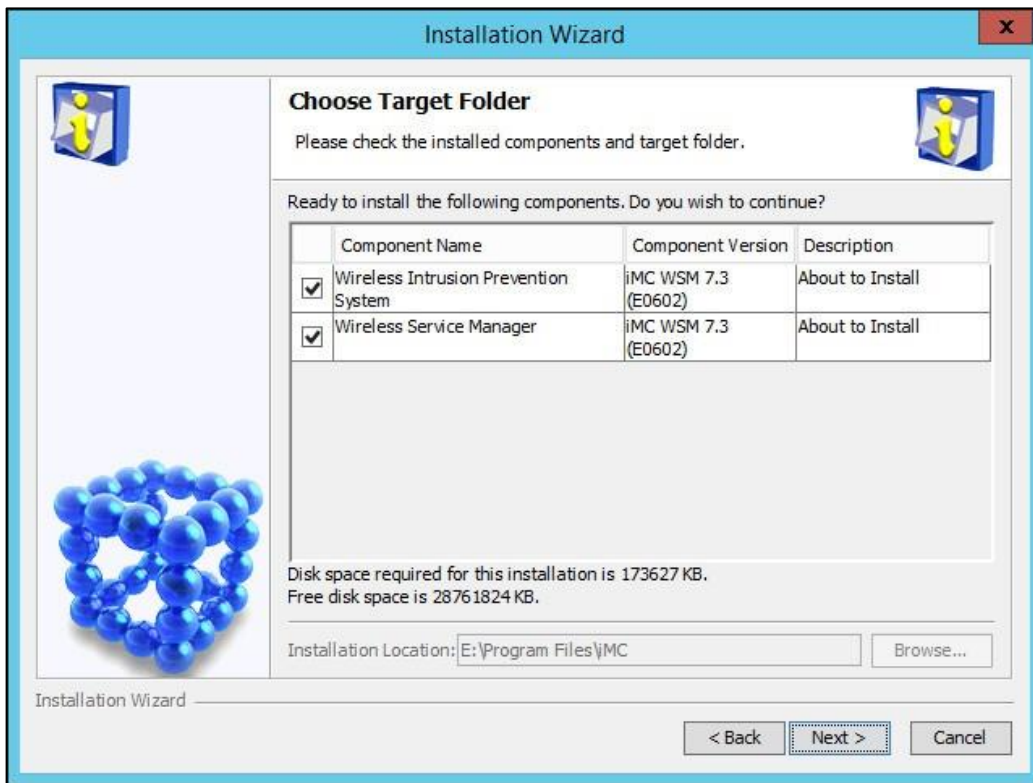 Installation Wizard
x
Choose Target Folder
Please check the installed components and target folder.
Ready to install the following components. Do you wish to continue?
Component Name Component Version Description
Wireless Intrusion Prevention iMC WSM 7.3 About to Install
System (E0602)
Wireless Service Manager iMC WSM 7.3 About to Install
(E0602)
Disk space required for this installation is 173627 KB.
Free disk space is 28761824 KB.
Installation Location: E:\Program Files\iMC Browse...
Installation Wizard
< Back Next > Cancel